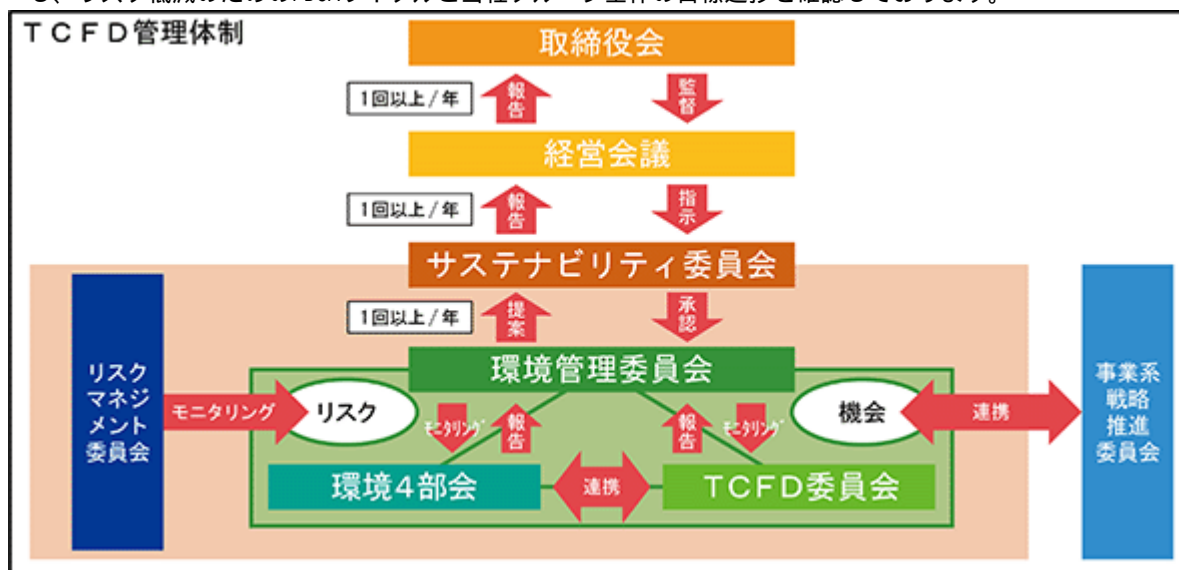 TCFD管理体制
取締役会
1回以上/年
報告
監督
経営会議
1回以上/年
報告
指示
サステナビリティ委員会
1回以上/年
提案
承認
環境管理委員会
リスク
マネジ
メント
委員会
モニタリング
リスク
モニタリング
報告
報告
モニタリング
機会
連携
事業系
戦略
推進
委員会
環境4部会
連携
TCFD委員会